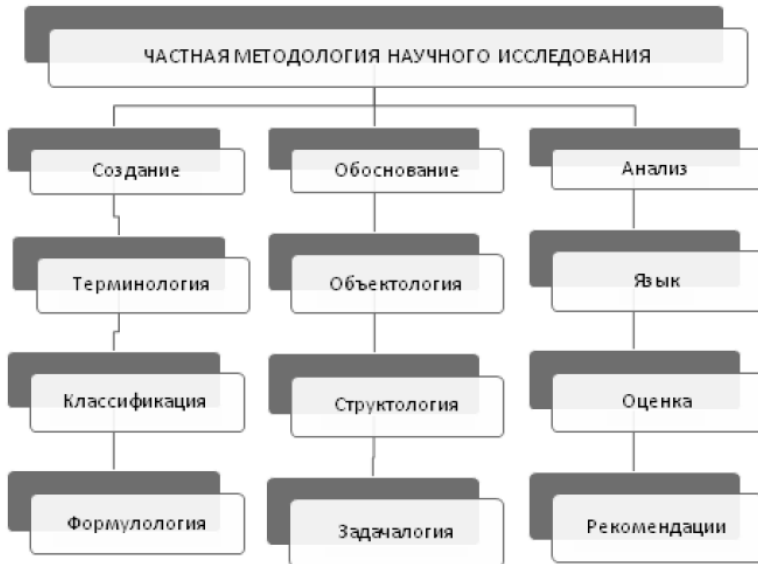 ЧАСТНАЯ МЕТОДОЛОГИЯ НАУЧНОГО ИССЛЕДОВАНИЯ
Создание
Обоснование
Анализ
Терминология
Объектология
Язык
Классификация
Структология
Оценка
Формулология
Задачалогия
Рекомендации